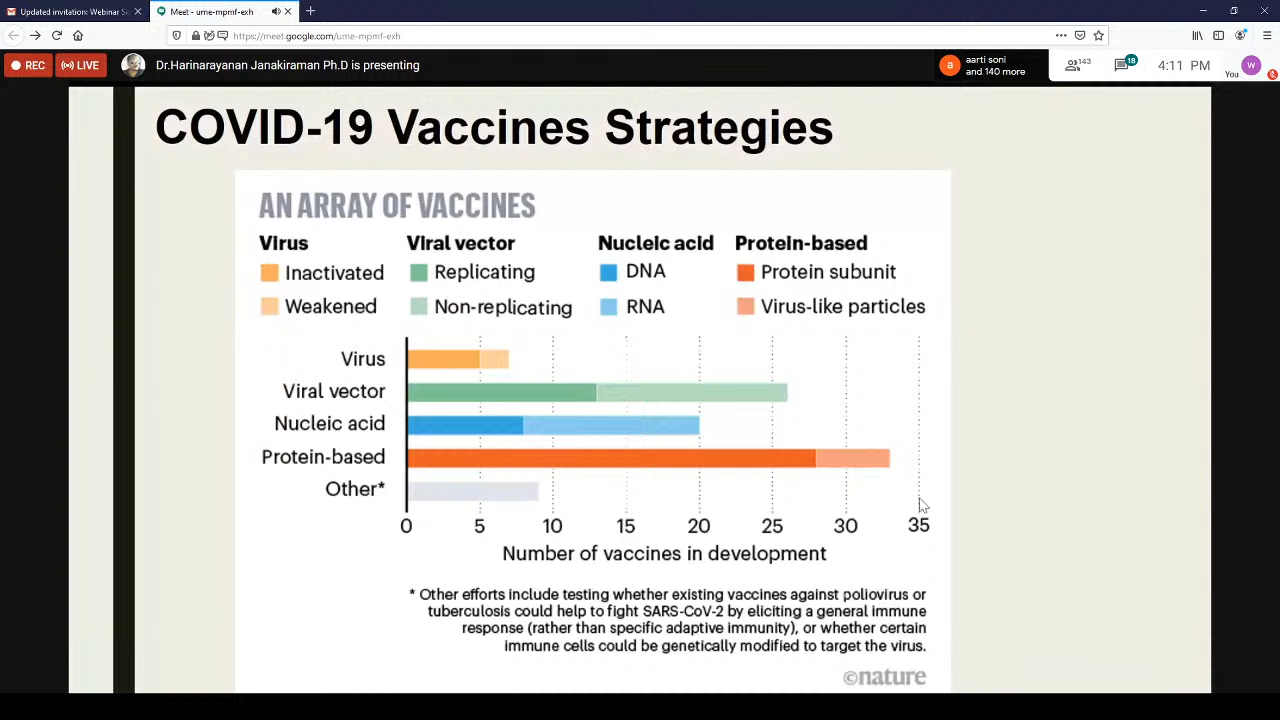 Updated invitation: Webinar Se
Meet - ume-mpmf-exh
https://meet.google.com/ume-mpmf-exh
REC
LIVE
Dr.Harinarayanan Janakiraman Ph.D is presenting
a
aarti soni
and 140 more
143
18
4:11 PM
You
W
COVID-19 Vaccines Strategies
AN ARRAY OF VACCINES
Virus Viral vector Nucleic acid Protein-based
Inactivated Replicating DNA Protein subunit
Weakened Non-replicating RNA Virus-like particles
Virus
Viral vector
Nucleic acid
Protein-based
Other*
0 5 10 15 20 25 30 35
Number of vaccines in development
* Other efforts include testing whether existing vaccines against poliovirus or
tuberculosis could help to fight SARS-CoV-2 by eliciting a general immune
response (rather than specific adaptive immunity), or whether certain
immune cells could be genetically modified to target the virus.
©nature